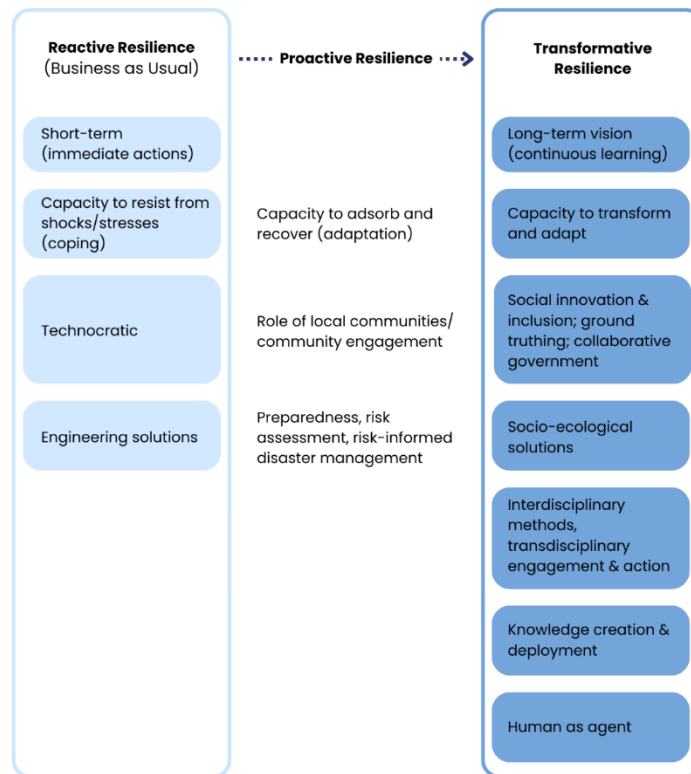 Reactive Resilience
(Business as Usual)
Proactive Resilience
Transformative
Resilience
Short-term
(immediate actions)
Long-term vision
(continuous learning)
Capacity to resist from
shocks/stresses
(coping)
Capacity to adsorb and
recover (adaptation)
Capacity to transform
and adapt
Technocratic
Role of local communities/
community engagement
Social innovation &
inclusion; ground
truthing; collaborative
government
Engineering solutions
Preparedness, risk
assessment, risk-informed
disaster management
Socio-ecological
solutions
Interdisciplinary
methods,
transdisciplinary
engagement & action
Knowledge creation &
deployment
Human as agent